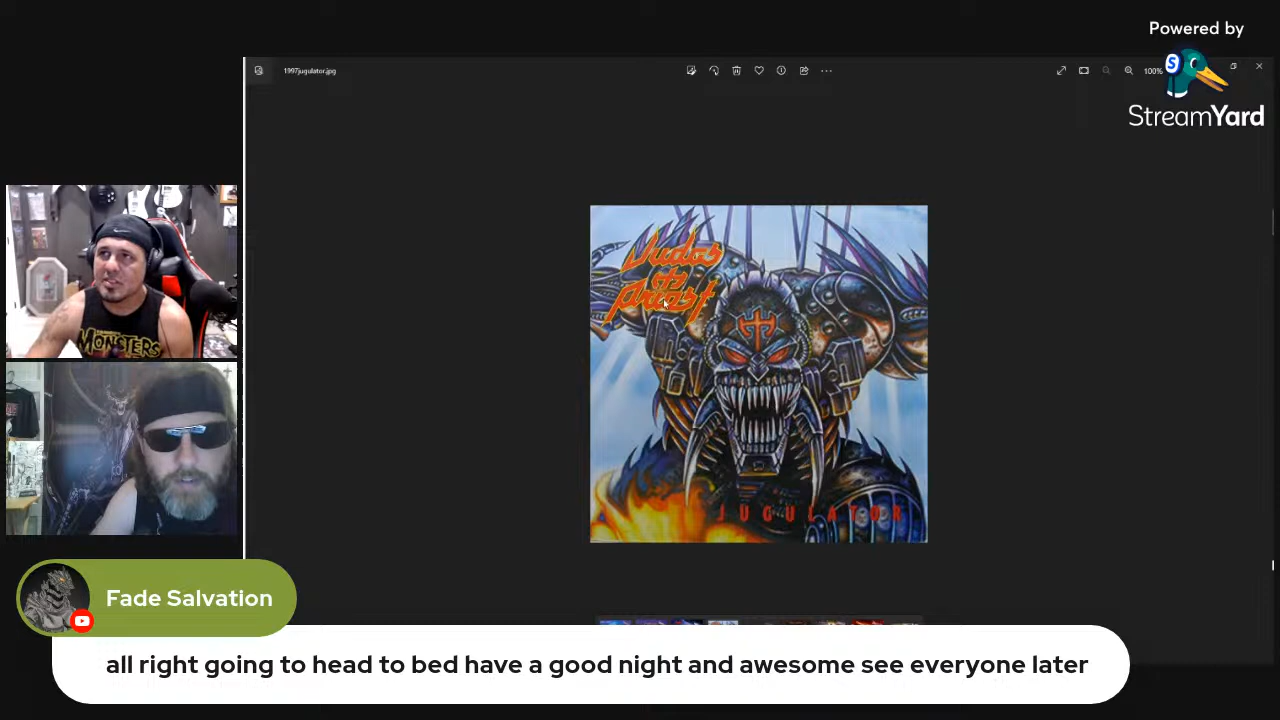 Powered by
StreamYard
1997jugulator.jpg
100%
Judas
Priest
JUGULATOR
MONSTERS
Fade Salvation
all right going to head to bed have a good night and awesome see everyone later